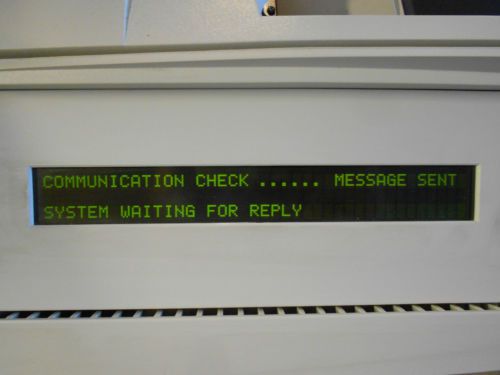 COMMUNICATION CHECK ...... MESSAGE SENT
SYSTEM WAITING FOR REPLY